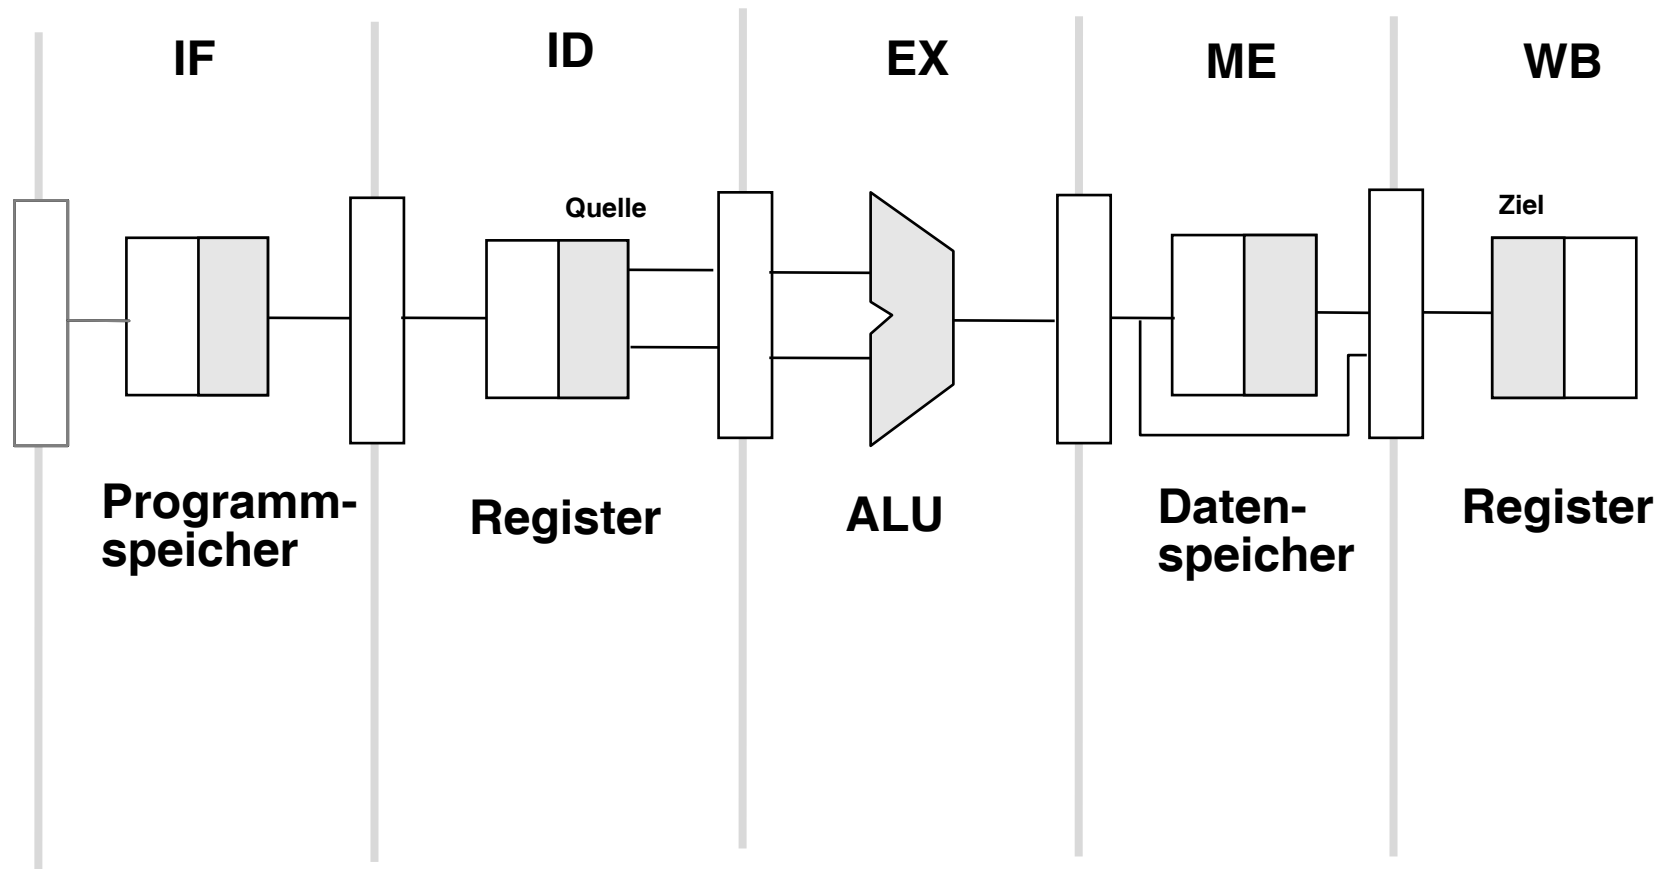 IF
ID
EX
ME
WB
Quelle
Ziel
Programm-
speicher
Register
ALU
Daten-
speicher
Register